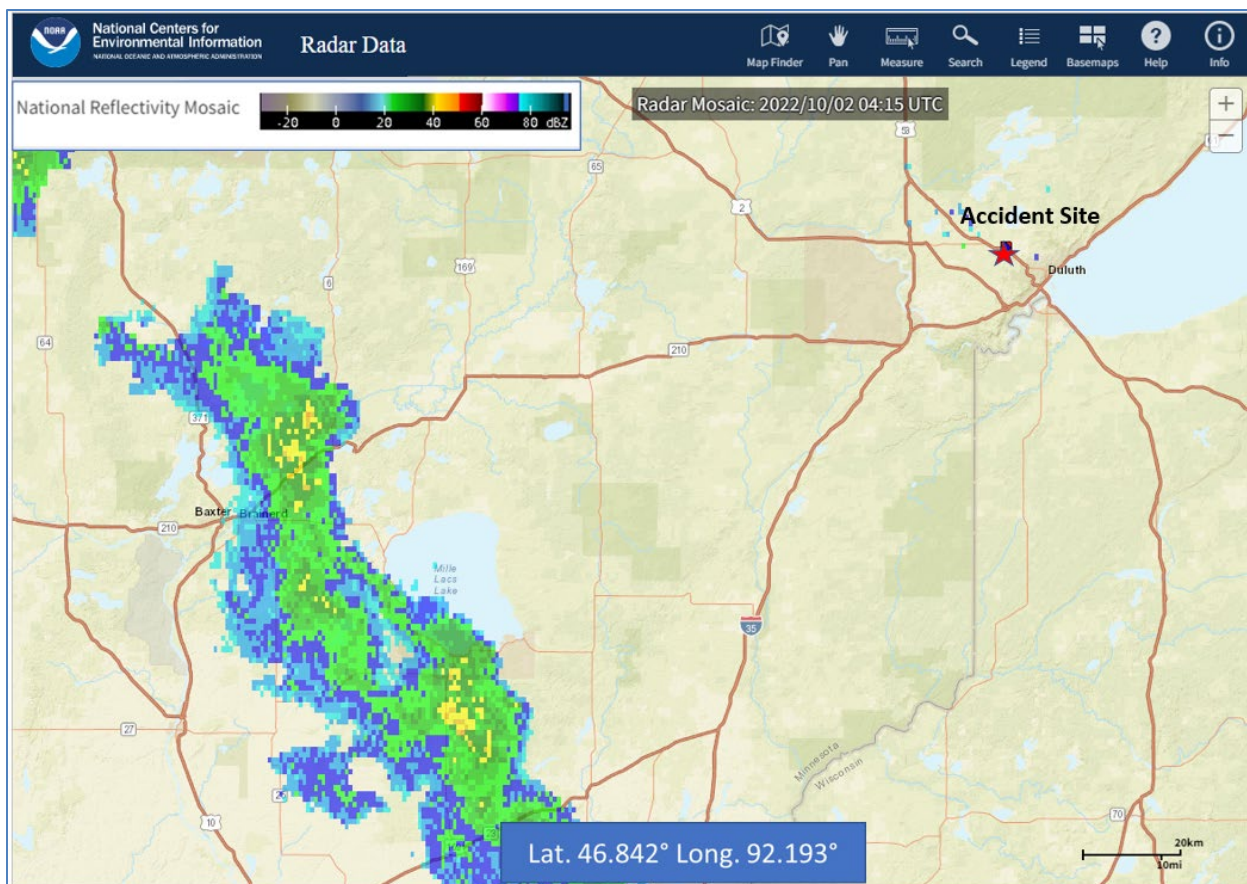 NOAA
National Centers for
Environmental Information
NATIONAL OCEANIC AND ATMOSPHERIC ADMINISTRATION
Radar Data
Map Finder
Pan
Measure
Search
Legend
Basemaps
Help
Info
National Reflectivity Mosaic
-20 0 20 40 60 80 dBZ
Radar Mosaic: 2022/10/02 04:15 UTC
+
−
53
61
65
2
Accident Site
169
Duluth
6
64
210
371
Baxter Brainerd
210
Mille
Lacs
Lake
35
27
Minnesota
Wisconsin
10
70
20km
10mi
Lat. 46.842° Long. 92.193°